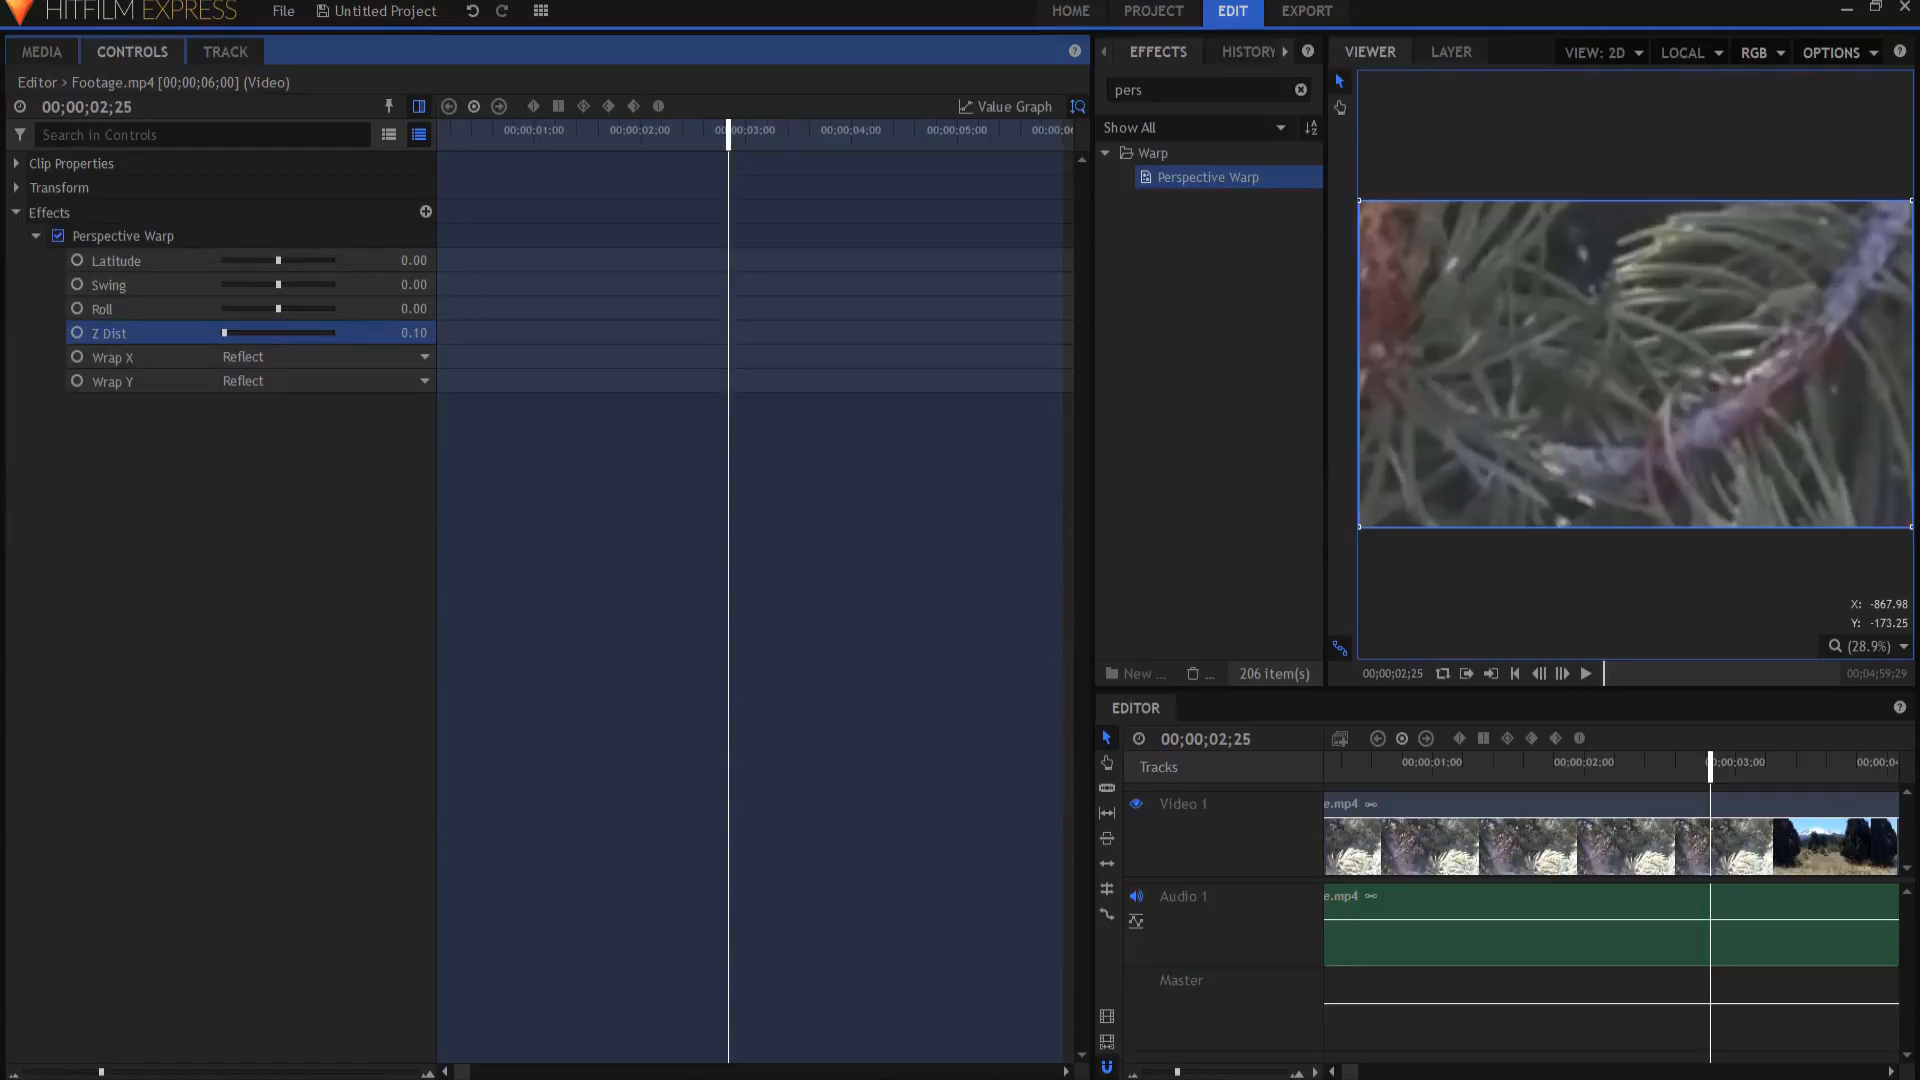 HITFILM EXPRESS
File
Untitled Project
HOME
PROJECT
EDIT
EXPORT
MEDIA
CONTROLS
TRACK
Editor > Footage.mp4 [00;00;06;00] (Video)
00;00;02;25
Value Graph
Search in Controls
00;00;01;00
00;00;02;00
00;00;03;00
00;00;04;00
00;00;05;00
00;00;06
Clip Properties
Transform
Effects
Perspective Warp
Latitude 0.00
Swing 0.00
Roll 0.00
Z Dist 0.10
Wrap X Reflect
Wrap Y Reflect
EFFECTS
HISTORY
pers
Show All
Warp
Perspective Warp
New ...
...
206 item(s)
VIEWER
LAYER
VIEW: 2D
LOCAL
RGB
OPTIONS
X: -867.98
Y: -173.25
(28.9%)
00;00;02;25
00;04;59;29
EDITOR
00;00;02;25
Tracks
00;00;01;00
00;00;02;00
00;00;03;00
00;00;04
Video 1
e.mp4
Audio 1
e.mp4
Master